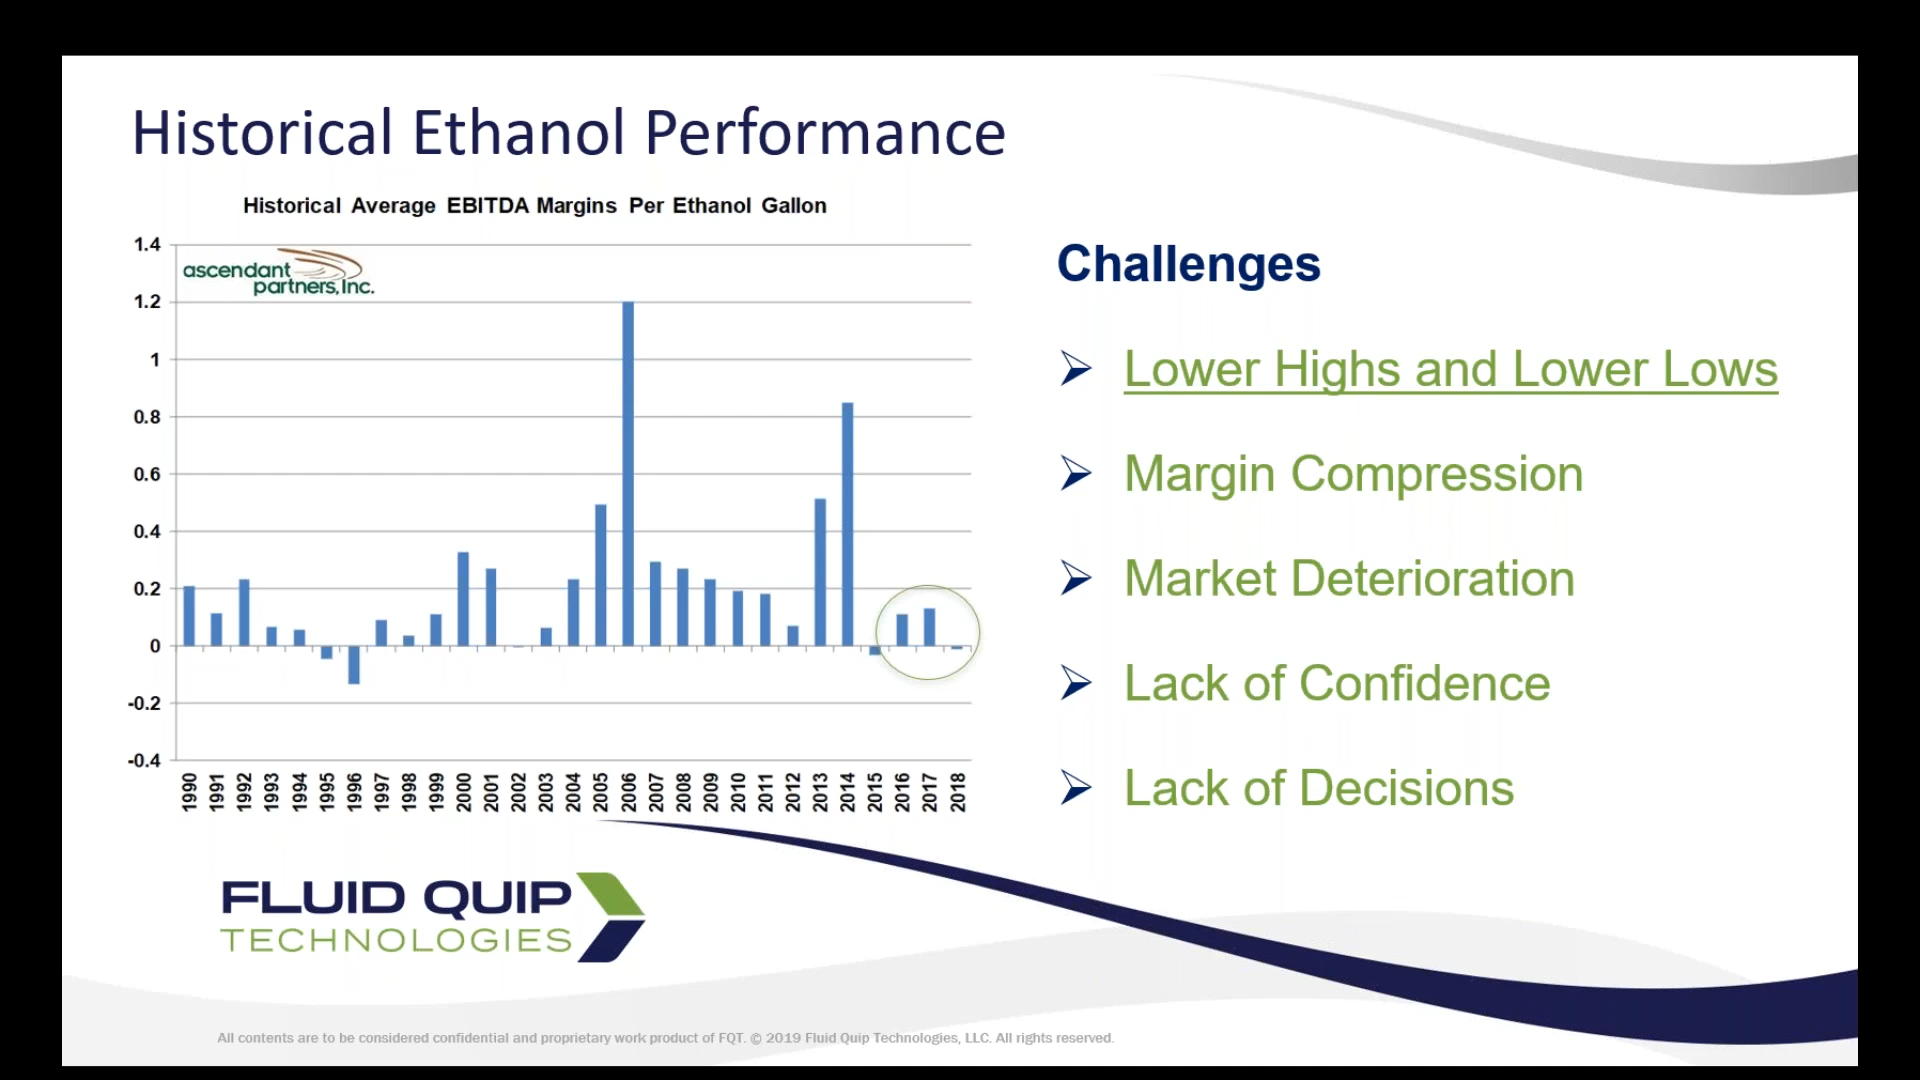 Historical Ethanol Performance
Historical Average EBITDA Margins Per Ethanol Gallon
1.4
ascendant
partners, Inc.
1.2
1
0.8
0.6
0.4
0.2
0
-0.2
-0.4
1990 1991 1992 1993 1994 1995 1996 1997 1998 1999 2000 2001 2002 2003 2004 2005 2006 2007 2008 2009 2010 2011 2012 2013 2014 2015 2016 2017 2018
Challenges
Lower Highs and Lower Lows
Margin Compression
Market Deterioration
Lack of Confidence
Lack of Decisions
FLUID QUIP
TECHNOLOGIES
All contents are to be considered confidential and proprietary work product of FQT. © 2019 Fluid Quip Technologies, LLC. All rights reserved.